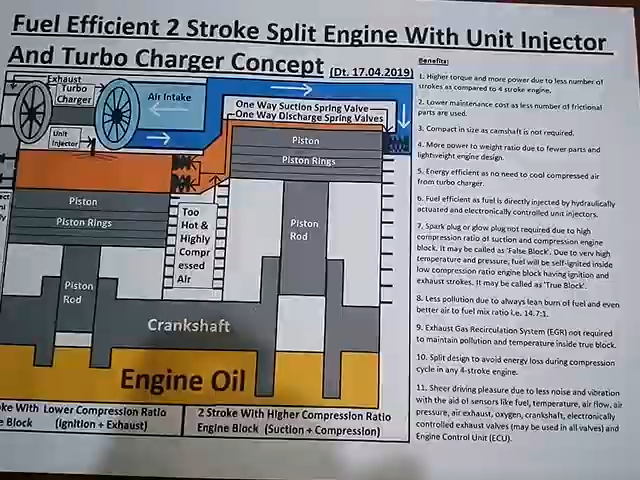 Fuel Efficient 2 Stroke Split Engine With Unit Injector
And Turbo Charger Concept (Dt. 17.04.2019)
Exhaust
Turbo
Charger
Air Intake
Unit
Injector
One Way Suction Spring Valve
One Way Discharge Spring Valves
Piston
Piston Rings
Piston
Piston Rings
Too
Hot &
Highly
Compr
essed
Air
Piston
Rod
Piston
Rod
Crankshaft
Engine Oil
With Lower Compression Ratio
Block (Ignition + Exhaust)
2 Stroke With Higher Compression Ratio
Engine Block (Suction + Compression)
Benefits:
1. Higher torque and more power due to less number of
strokes as compared to 4 stroke engine.
2. Lower maintenance cost as less number of frictional
parts are used.
3. Compact in size as camshaft is not required.
4. More power to weight ratio due to fewer parts and
lightweight engine design.
5. Energy efficient as no need to cool compressed air
from turbo charger.
6. Fuel efficient as fuel is directly injected by hydraulically
actuated and electronically controlled unit injectors.
7. Spark plug or glow plug not required due to high
compression ratio of suction and compression engine
block. It may be called as 'False Block'. Due to very high
temperature and pressure, fuel will be self-ignited inside
low compression ratio engine block having ignition and
exhaust strokes. It may be called as 'True Block'.
8. Less pollution due to always lean burn of fuel and even
better air to fuel mix ratio i.e. 14.7:1.
9. Exhaust Gas Recirculation System (EGR) not required
to maintain pollution and temperature inside true block.
10. Split design to avoid energy loss during compression
cycle in any 4-stroke engine.
11. Sheer driving pleasure due to less noise and vibration
with the aid of sensors like fuel, temperature, air flow, air
pressure, air exhaust, oxygen, crankshaft, electronically
controlled exhaust valves (may be used in all valves) and
Engine Control Unit (ECU).